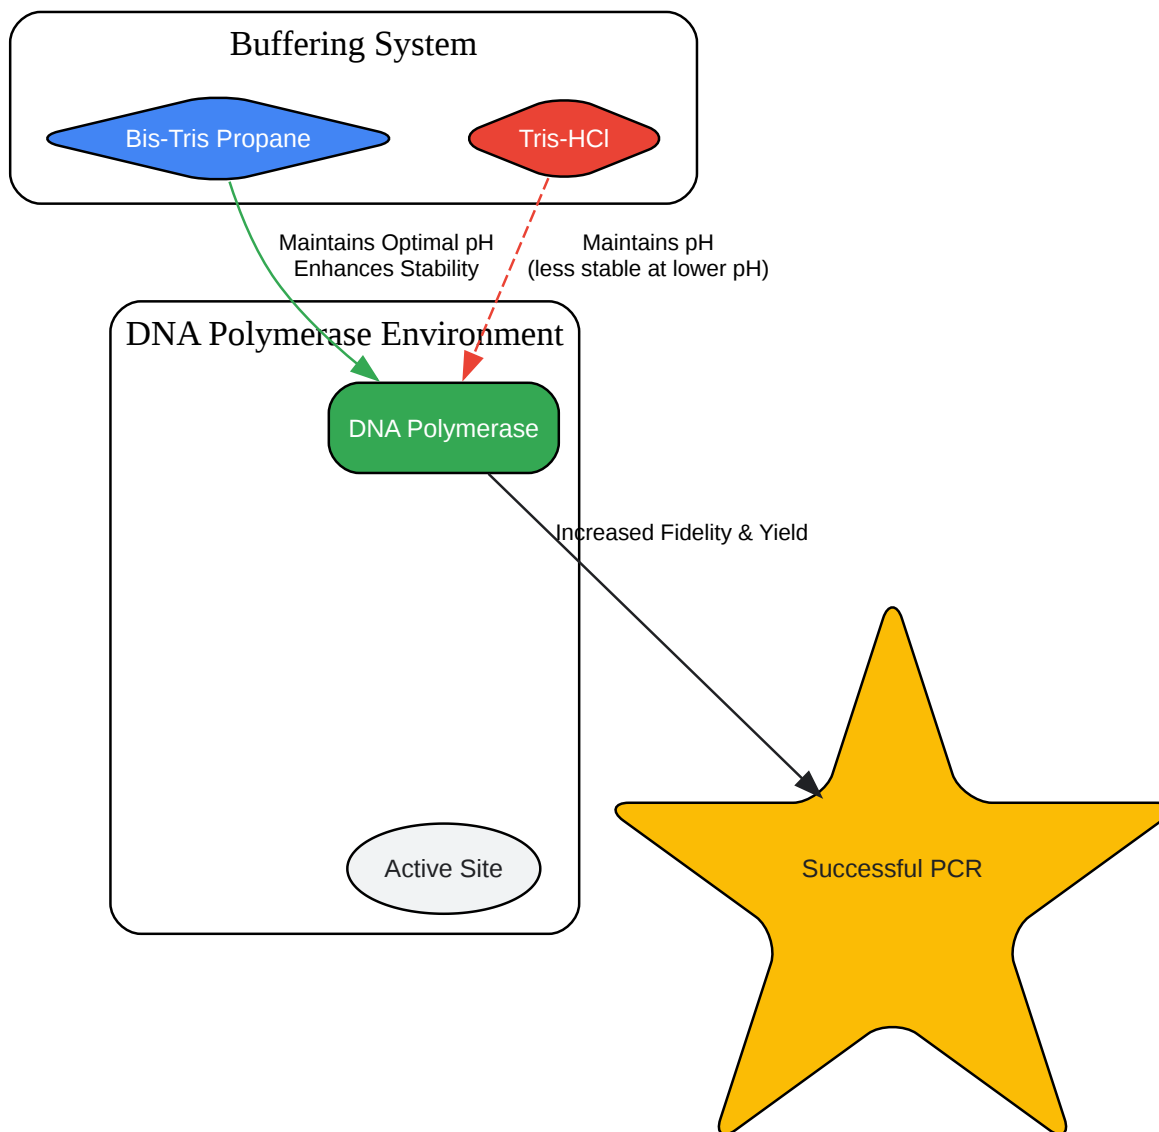 Buffering System
Bis-Tris Propane
Tris-HCl
Maintains Optimal pH
Enhances Stability
Maintains pH
(less stable at lower pH)
DNA Polymerase Environment
DNA Polymerase
Increased Fidelity & Yield
Active Site
Successful PCR